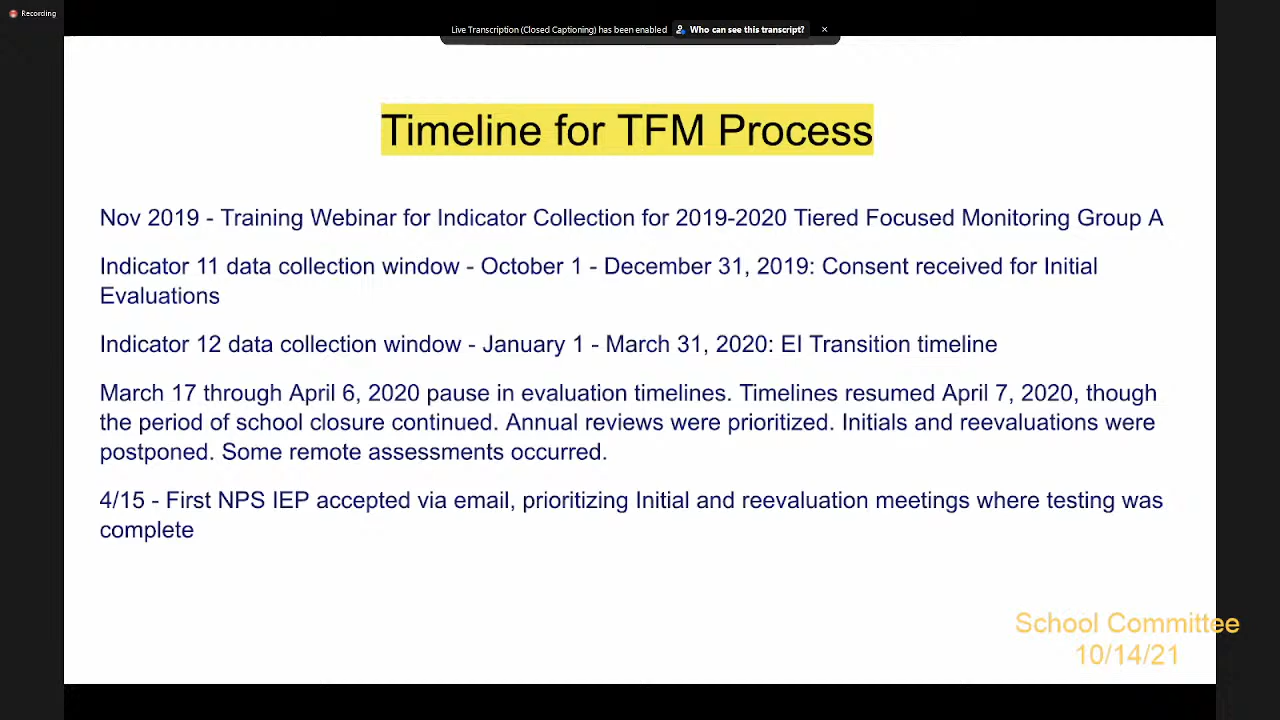 Recording
Live Transcription (Closed Captioning) has been enabled Who can see this transcript? ×
Timeline for TFM Process
Nov 2019 - Training Webinar for Indicator Collection for 2019-2020 Tiered Focused Monitoring Group A
Indicator 11 data collection window - October 1 - December 31, 2019: Consent received for Initial
Evaluations
Indicator 12 data collection window - January 1 - March 31, 2020: EI Transition timeline
March 17 through April 6, 2020 pause in evaluation timelines. Timelines resumed April 7, 2020, though
the period of school closure continued. Annual reviews were prioritized. Initials and reevaluations were
postponed. Some remote assessments occurred.
4/15 - First NPS IEP accepted via email, prioritizing Initial and reevaluation meetings where testing was
complete
School Committee
10/14/21